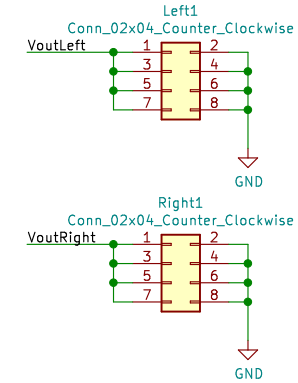 Left1
Conn_02x04_Counter_Clockwise
VoutLeft
1 2
3 4
5 6
7 8
GND
Right1
Conn_02x04_Counter_Clockwise
VoutRight
1 2
3 4
5 6
7 8
GND